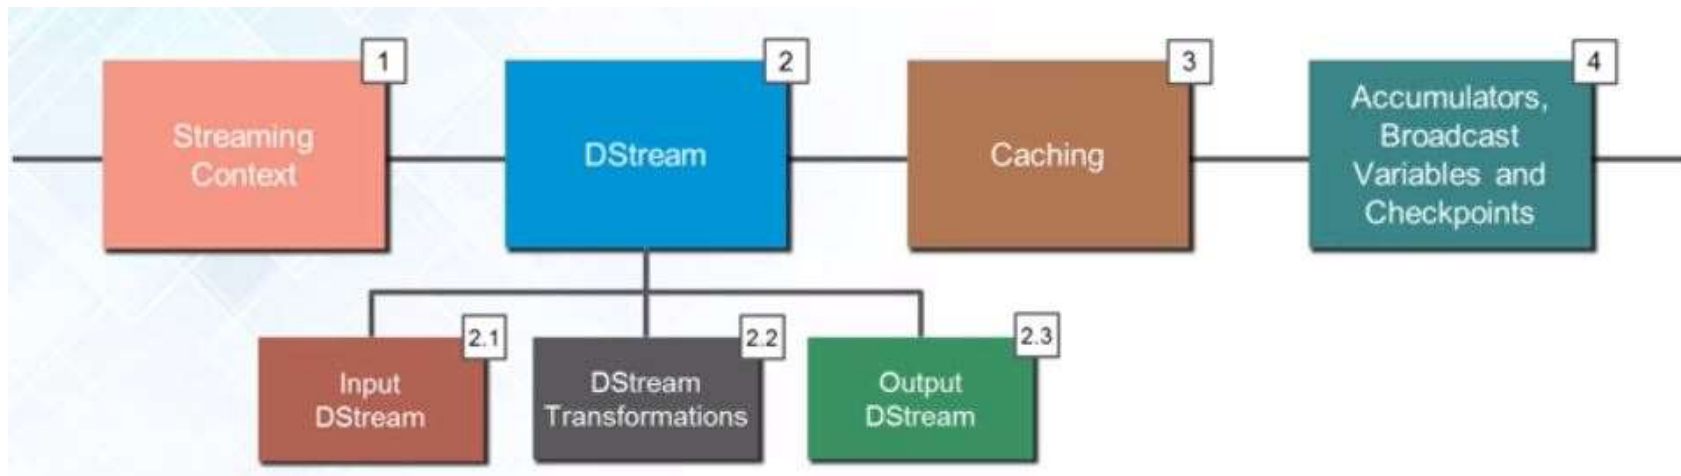 1
Streaming
Context
2
DStream
3
Caching
4
Accumulators,
Broadcast
Variables and
Checkpoints
2.1
Input
DStream
2.2
DStream
Transformations
2.3
Output
DStream